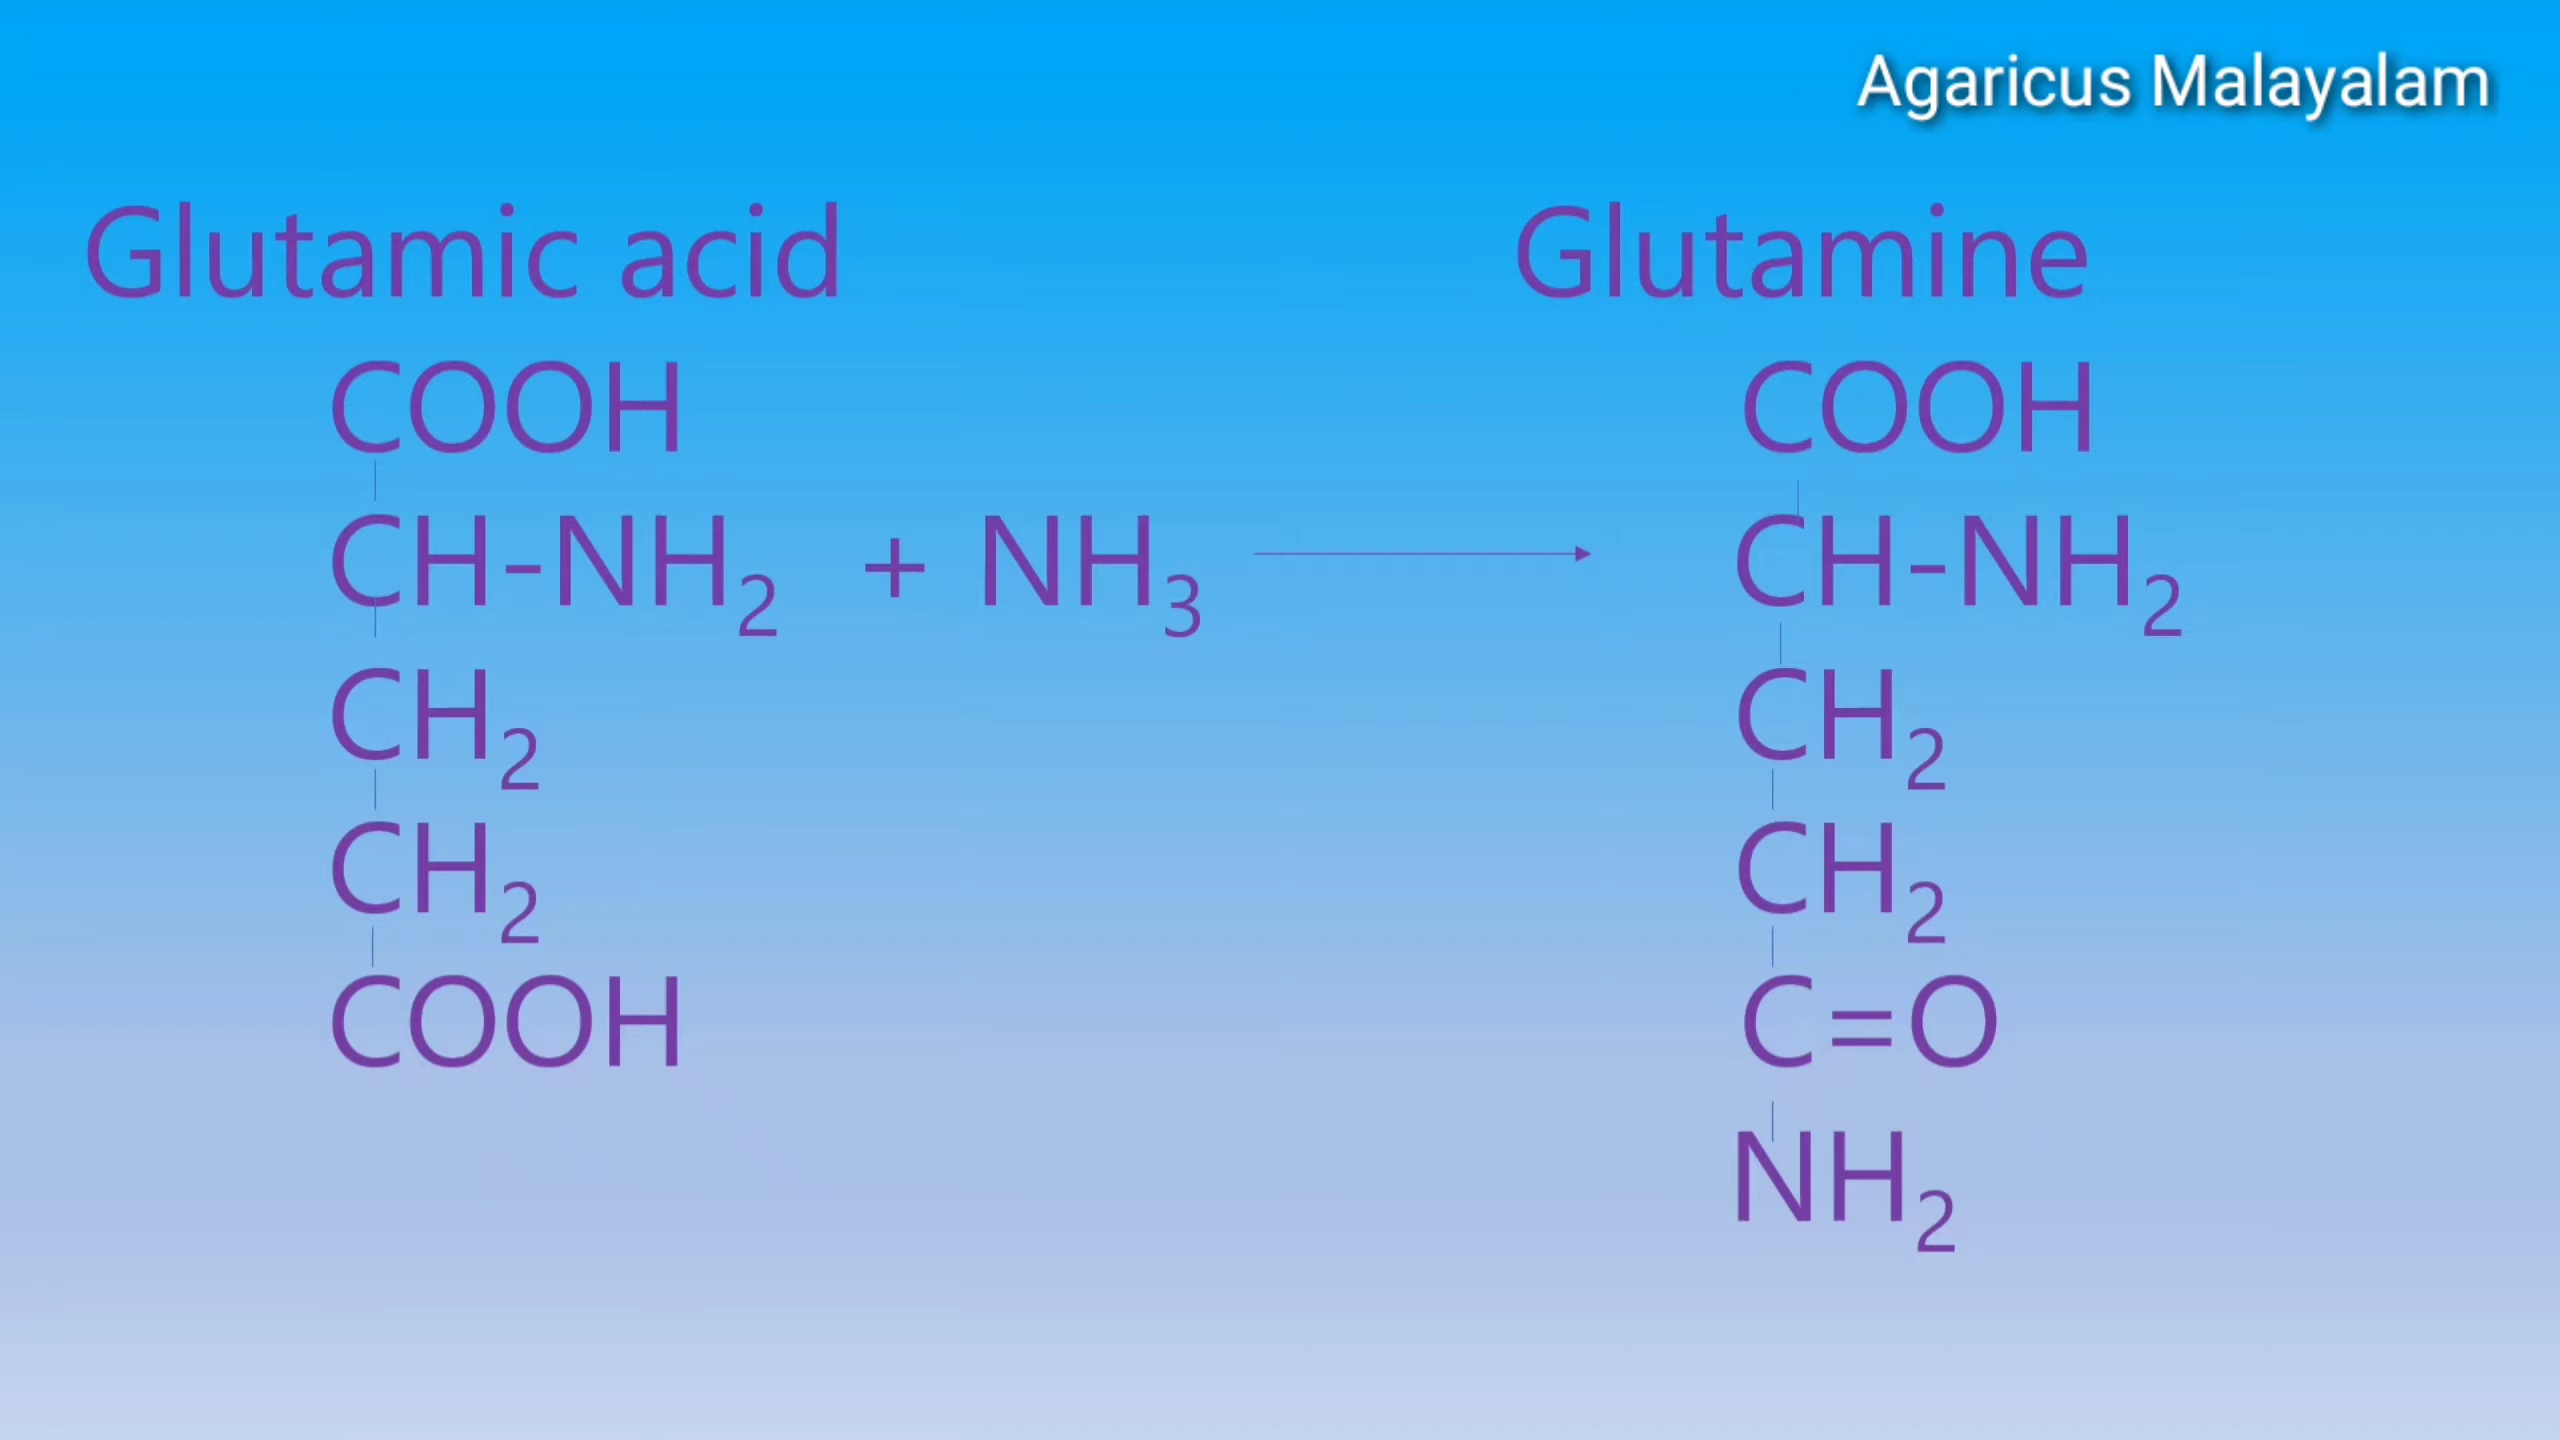 Agaricus Malayalam
Glutamic acid
COOH
CH-NH₂ + NH₃
CH₂
CH₂
COOH
Glutamine
COOH
CH-NH₂
CH₂
CH₂
C=O
NH₂